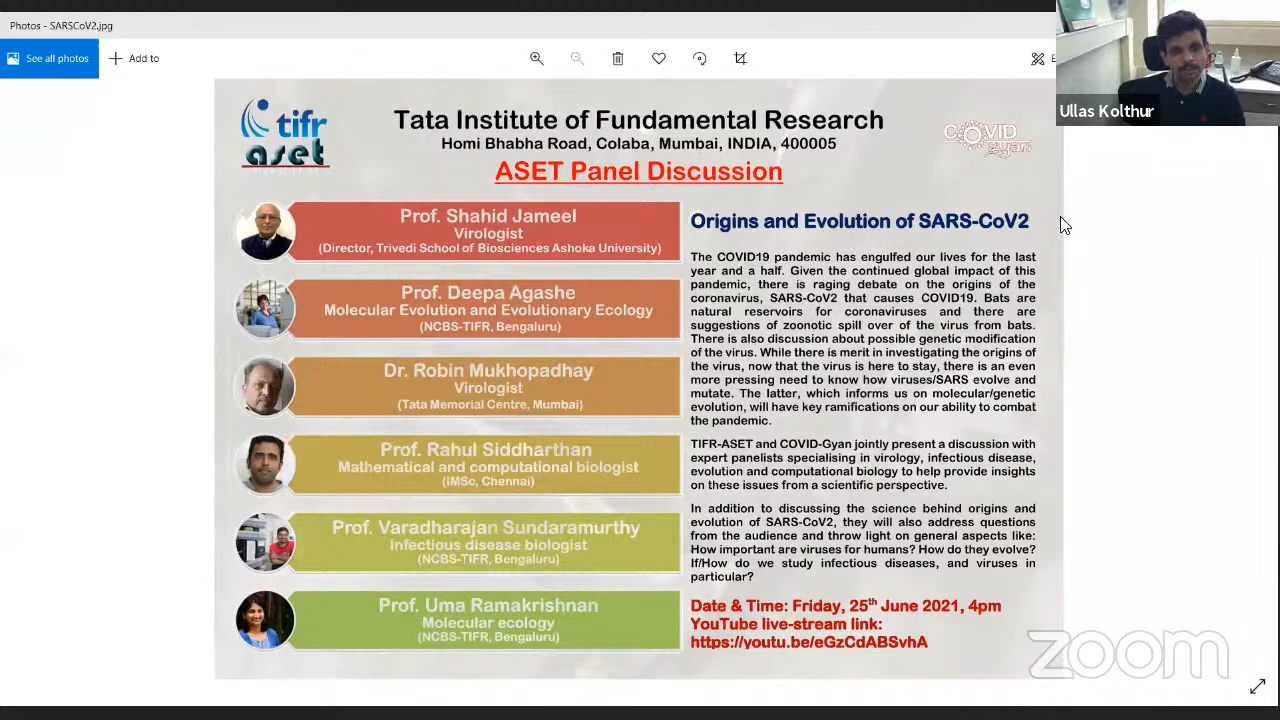 Photos - SARSCoV2.jpg
See all photos
Add to
Ullas Kolthur
tifr
aset
Tata Institute of Fundamental Research
Homi Bhabha Road, Colaba, Mumbai, INDIA, 400005
ASET Panel Discussion
COVID
gyan
Prof. Shahid Jameel
Virologist
(Director, Trivedi School of Biosciences Ashoka University)
Prof. Deepa Agashe
Molecular Evolution and Evolutionary Ecology
(NCBS-TIFR, Bengaluru)
Dr. Robin Mukhopadhay
Virologist
(Tata Memorial Centre, Mumbai)
Prof. Rahul Siddharthan
Mathematical and computational biologist
(IMSc, Chennai)
Prof. Varadharajan Sundaramurthy
Infectious disease biologist
(NCBS-TIFR, Bengaluru)
Prof. Uma Ramakrishnan
Molecular ecology
(NCBS-TIFR, Bengaluru)
Origins and Evolution of SARS-CoV2
The COVID19 pandemic has engulfed our lives for the last
year and a half. Given the continued global impact of this
pandemic, there is raging debate on the origins of the
coronavirus, SARS-CoV2 that causes COVID19. Bats are
natural reservoirs for coronaviruses and there are
suggestions of zoonotic spill over of the virus from bats.
There is also discussion about possible genetic modification
of the virus. While there is merit in investigating the origins of
the virus, now that the virus is here to stay, there is an even
more pressing need to know how viruses/SARS evolve and
mutate. The latter, which informs us on molecular/genetic
evolution, will have key ramifications on our ability to combat
the pandemic.
TIFR-ASET and COVID-Gyan jointly present a discussion with
expert panelists specialising in virology, infectious disease,
evolution and computational biology to help provide insights
on these issues from a scientific perspective.
In addition to discussing the science behind origins and
evolution of SARS-CoV2, they will also address questions
from the audience and throw light on general aspects like:
How important are viruses for humans? How do they evolve?
If/How do we study infectious diseases, and viruses in
particular?
Date & Time: Friday, 25th June 2021, 4pm
YouTube live-stream link:
https://youtu.be/eGzCdABSvhA
zoom